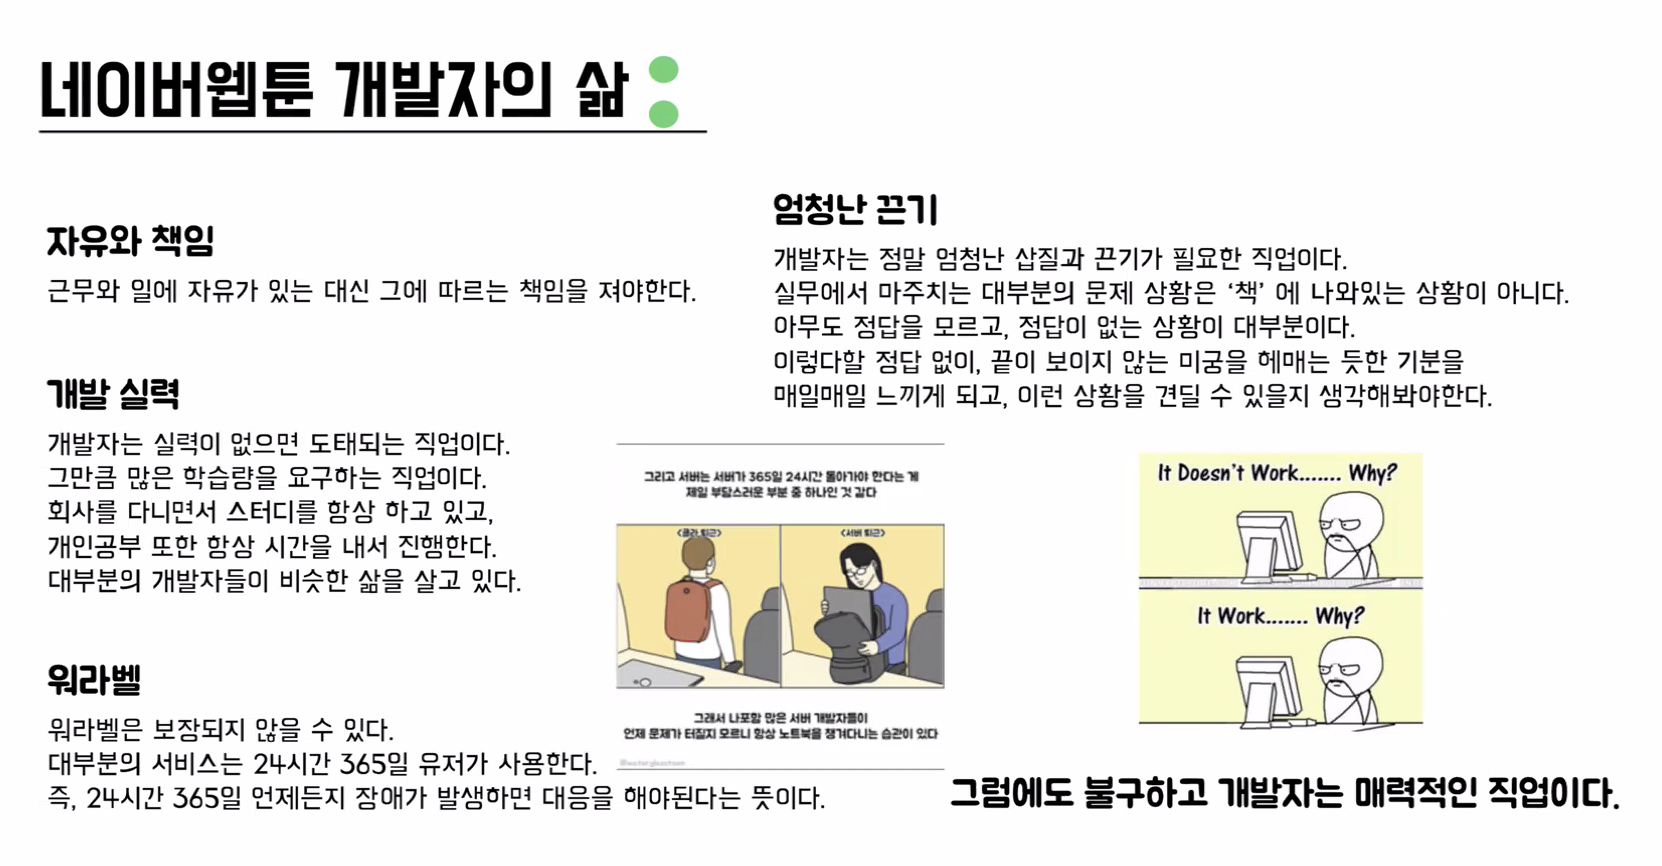 네이버웹툰 개발자의 삶
자유와 책임
근무와 일에 자유가 있는 대신 그에 따르는 책임을 져야한다.
개발 실력
개발자는 실력이 없으면 도태되는 직업이다.
그만큼 많은 학습량을 요구하는 직업이다.
회사를 다니면서 스터디를 항상 하고 있고,
개인공부 또한 항상 시간을 내서 진행한다.
대부분의 개발자들이 비슷한 삶을 살고 있다.
워라벨
워라벨은 보장되지 않을 수 있다.
대부분의 서비스는 24시간 365일 유저가 사용한다.
즉, 24시간 365일 언제든지 장애가 발생하면 대응을 해야된다는 뜻이다.
엄청난 끈기
개발자는 정말 엄청난 삽질과 끈기가 필요한 직업이다.
실무에서 마주치는 대부분의 문제 상황은 ‘책’ 에 나와있는 상황이 아니다.
아무도 정답을 모르고, 정답이 없는 상황이 대부분이다.
이렇다할 정답 없이, 끝이 보이지 않는 미궁을 헤매는 듯한 기분을
매일매일 느끼게 되고, 이런 상황을 견딜 수 있을지 생각해봐야한다.
그리고 서버는 서버가 365일 24시간 돌아가야 한다는 게
제일 부담스러운 부분 중 하나인 것 같다
<클라 퇴근>
<서버 퇴근>
그래서 나포함 많은 서버 개발자들이
언제 문제가 터질지 모르니 항상 노트북을 챙겨다니는 습관이 있다
It Doesn't Work....... Why?
It Work....... Why?
그럼에도 불구하고 개발자는 매력적인 직업이다.